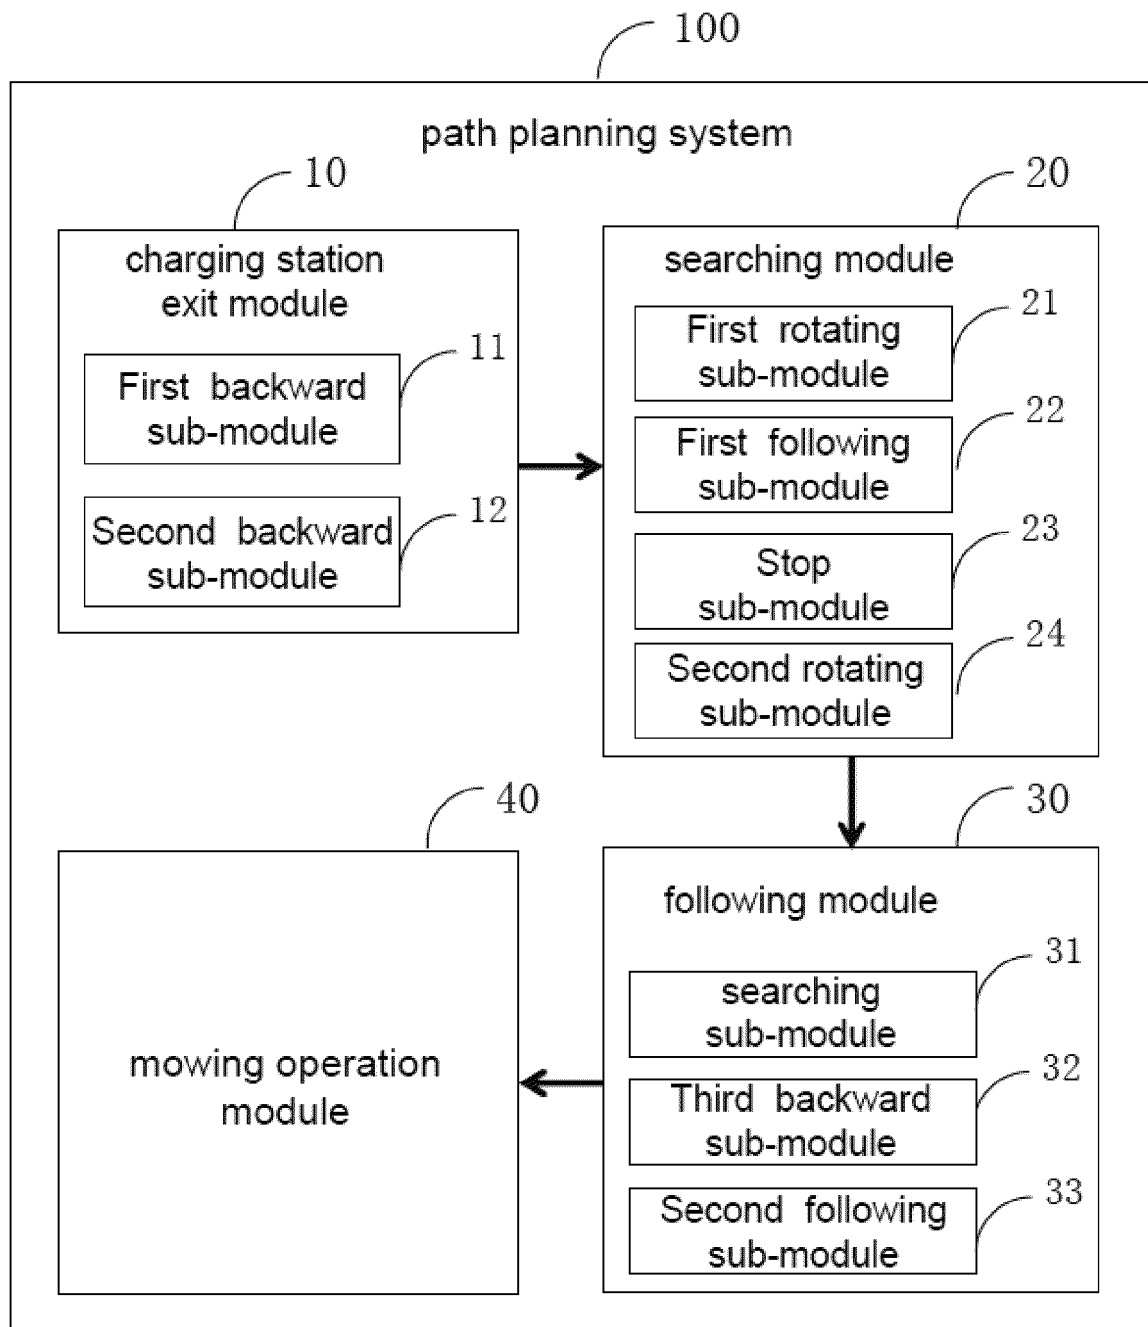 100
path planning system
10
charging station
exit module
11
First backward
sub-module
12
Second backward
sub-module
20
searching module
21
First rotating
sub-module
22
First following
sub-module
23
Stop
sub-module
24
Second rotating
sub-module
30
following module
31
searching
sub-module
32
Third backward
sub-module
33
Second following
sub-module
40
mowing operation
module